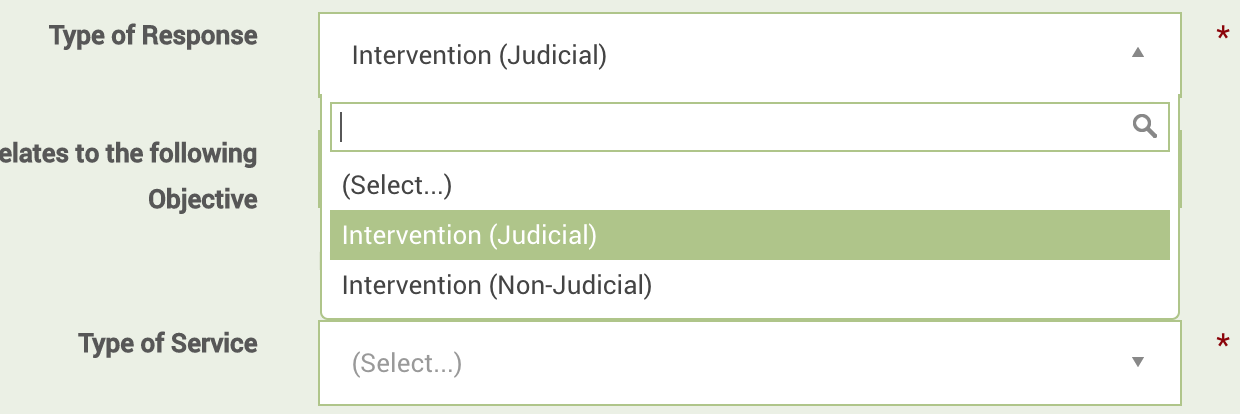 Type of Response
Intervention (Judicial)
*
elates to the following
Objective
(Select...)
Intervention (Judicial)
Intervention (Non-Judicial)
Type of Service
(Select...)
*